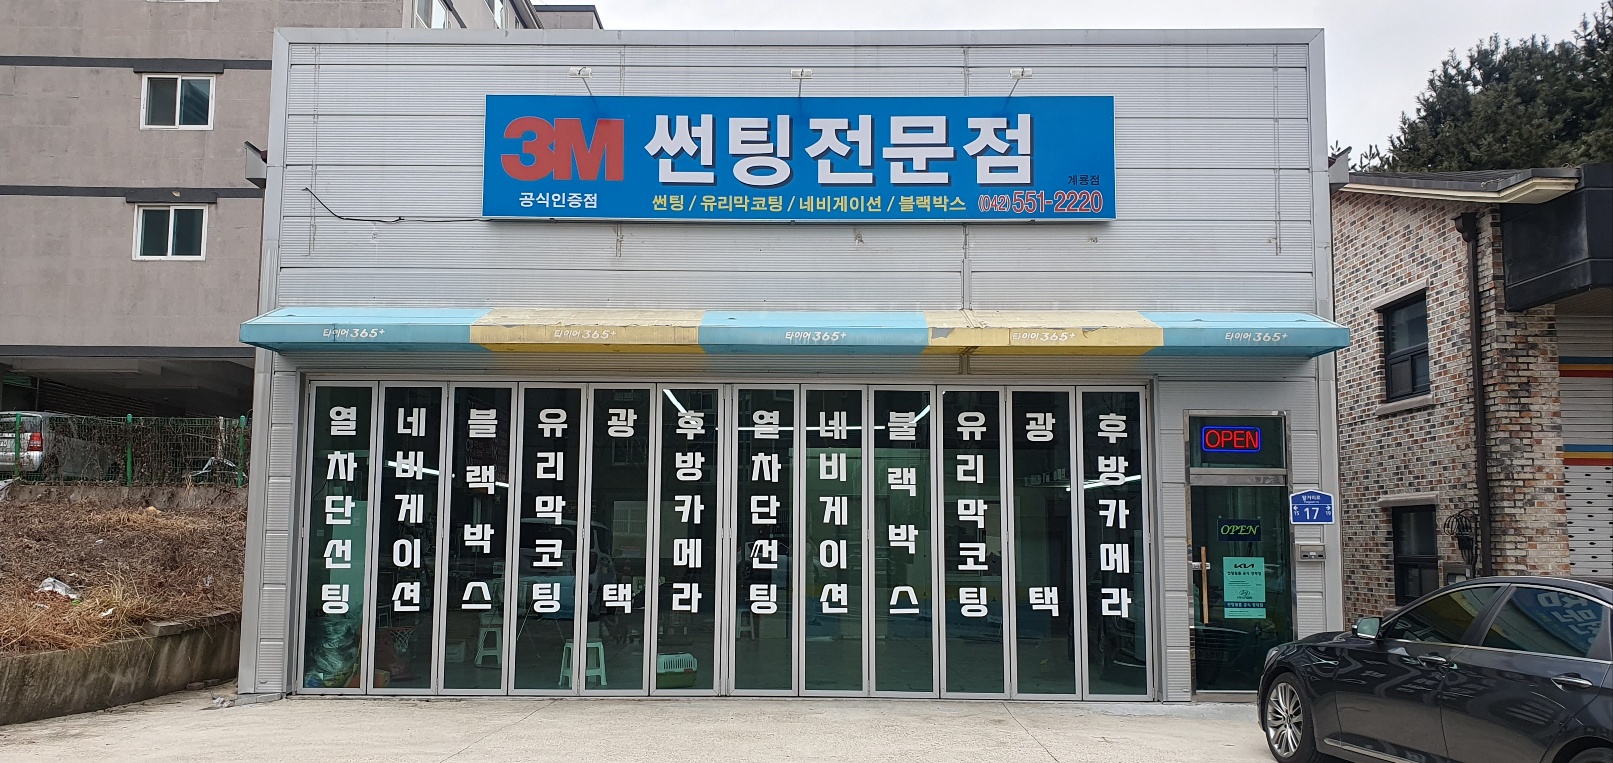 3M 썬팅전문점
계룡점
공식인증점
썬팅 / 유리막코팅 / 네비게이션 / 블랙박스 (042)551-2220
타이어365+
타이어365+
타이어365+
타이어365+
타이어365+
열차단선팅
네비게이션
블랙박스
유리막코팅
광택
후방카메라
열차단선팅
네비게이션
블랙박스
유리막코팅
광택
후방카메라
OPEN
17
15
19
OPEN
KIA